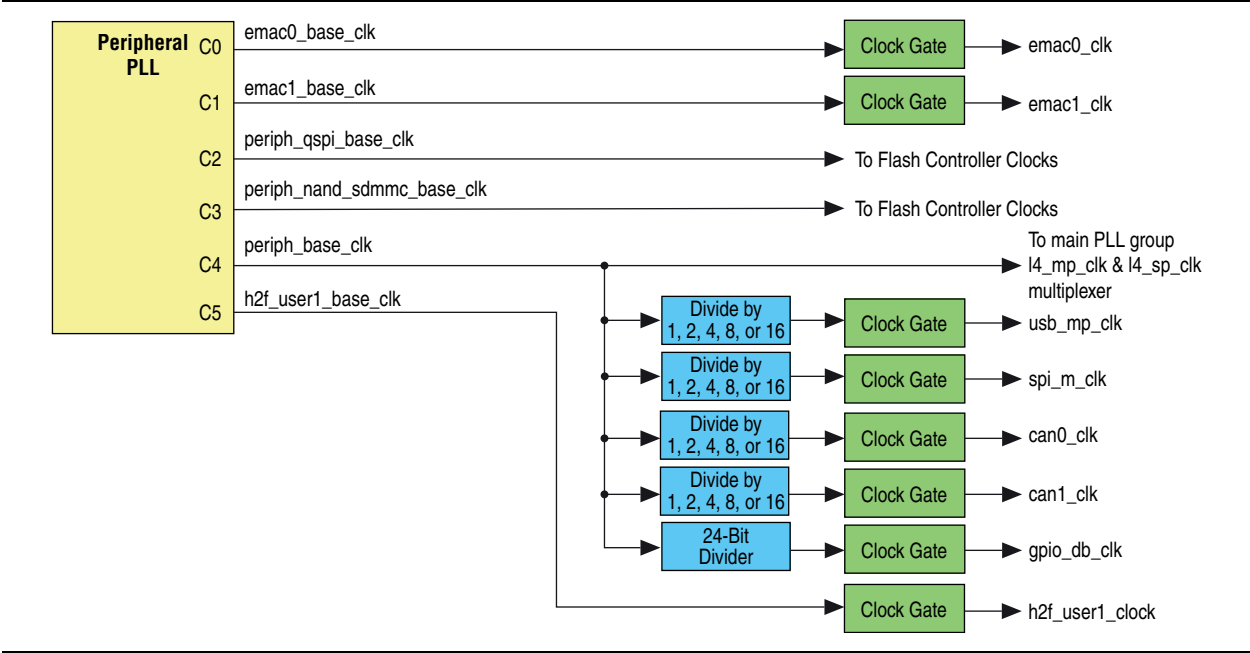 Peripheral
PLL
C0
emac0_base_clk
Clock Gate
emac0_clk
C1
emac1_base_clk
Clock Gate
emac1_clk
C2
periph_qspi_base_clk
To Flash Controller Clocks
C3
periph_nand_sdmmc_base_clk
To Flash Controller Clocks
C4
periph_base_clk
To main PLL group
l4_mp_clk & l4_sp_clk
multiplexer
C5
h2f_user1_base_clk
Divide by
1, 2, 4, 8, or 16
Clock Gate
usb_mp_clk
Divide by
1, 2, 4, 8, or 16
Clock Gate
spi_m_clk
Divide by
1, 2, 4, 8, or 16
Clock Gate
can0_clk
Divide by
1, 2, 4, 8, or 16
Clock Gate
can1_clk
24-Bit
Divider
Clock Gate
gpio_db_clk
Clock Gate
h2f_user1_clock